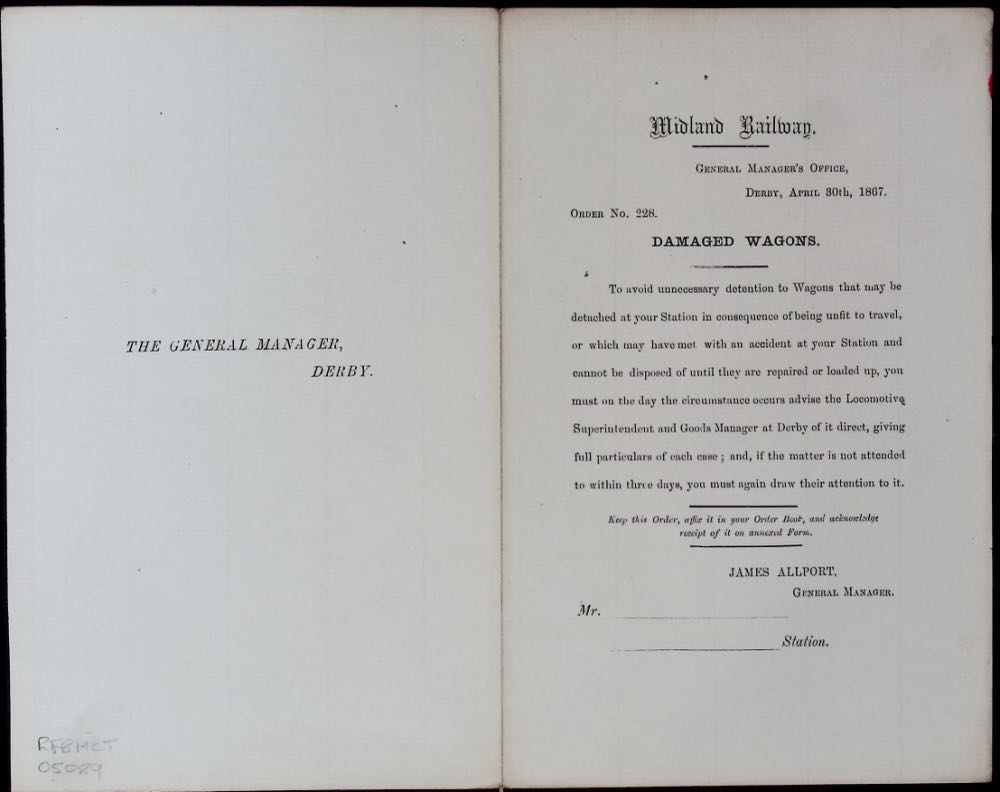 THE GENERAL MANAGER,
DERBY.
05089
Midland Railway.
GENERAL MANAGER'S OFFICE,
DERBY, APRIL 30th, 1867.
ORDER No. 228.
DAMAGED WAGONS.
To avoid unnecessary detention to Wagons that may be
detached at your Station in consequence of being unfit to travel,
or which may have met with an accident at your Station and
cannot be disposed of until they are repaired or loaded up, you
must on the day the circumstance occurs advise the Locomotive
Superintendent and Goods Manager at Derby of it direct, giving
full particulars of each case; and, if the matter is not attended
to within three days, you must again draw their attention to it.
Keep this Order, affix it in your Order Book, and acknowledge
receipt of it on annexed Form.
JAMES ALLPORT,
GENERAL MANAGER.
Mr.
Station.